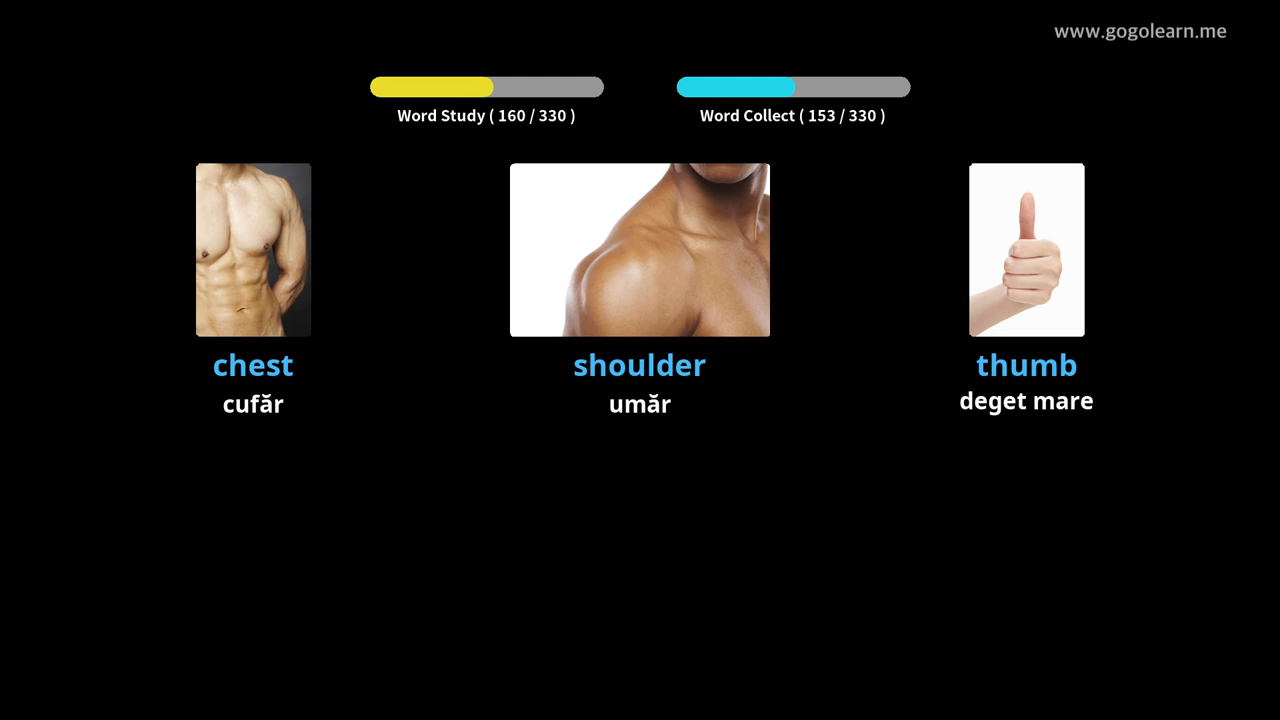 www.gogolearn.me
Word Study ( 160 / 330 )
Word Collect ( 153 / 330 )
chest
shoulder
thumb
cufăr
umăr
deget mare